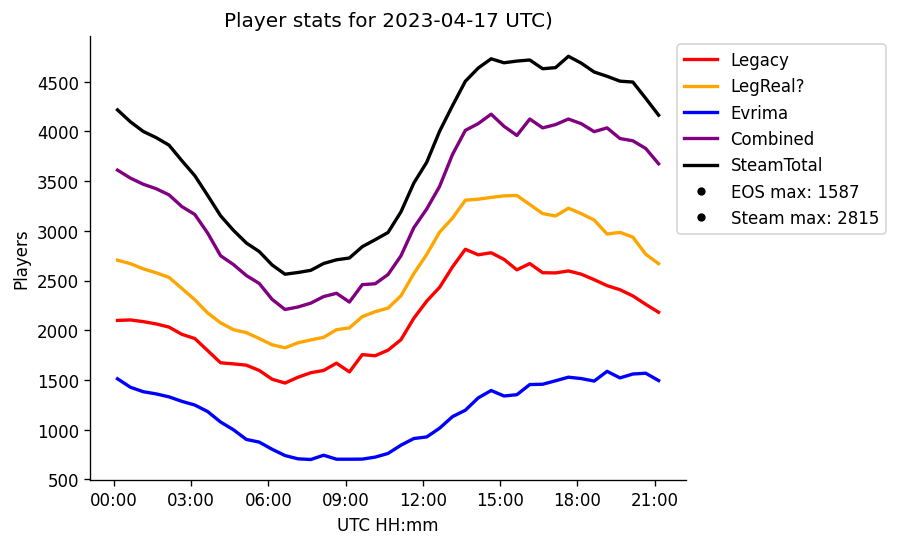 Player stats for 2023-04-17 UTC)
Legacy
LegReal?
Evrima
Combined
SteamTotal
EOS max: 1587
Steam max: 2815
Players
4500
4000
3500
3000
2500
2000
1500
1000
500
00:00 03:00 06:00 09:00 12:00 15:00 18:00 21:00
UTC HH:mm